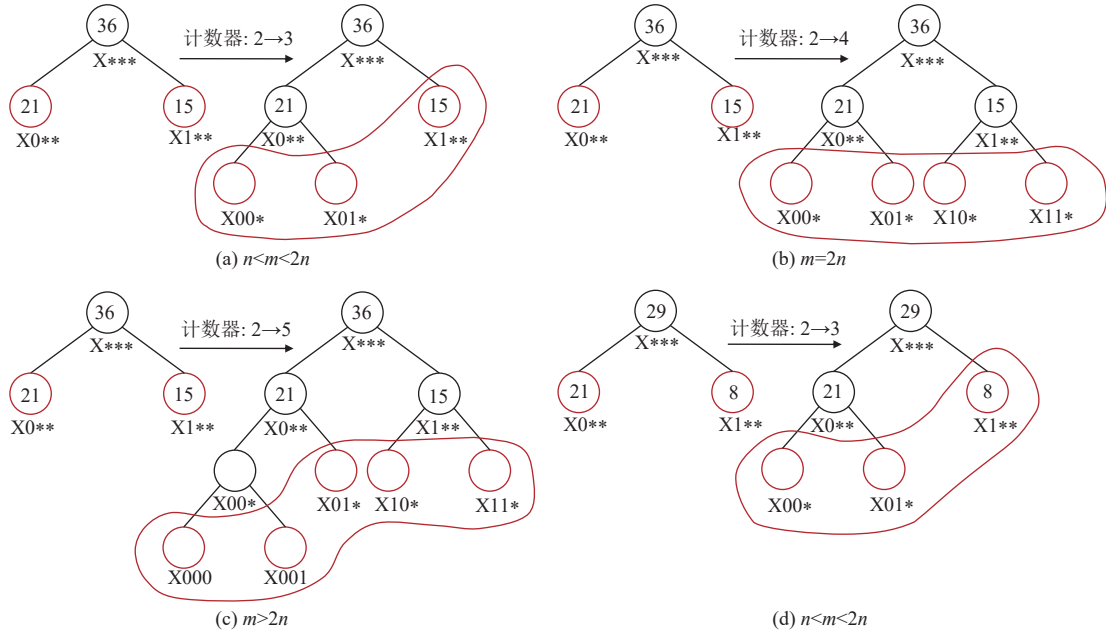 36
X***
21
X0**
15
X1**
计数器: 2→3
36
X***
21
X0**
15
X1**
X00*
X01*
(a) n<m<2n
36
X***
21
X0**
15
X1**
计数器: 2→4
36
X***
21
X0**
15
X1**
X00*
X01*
X10*
X11*
(b) m=2n
36
X***
21
X0**
15
X1**
计数器: 2→5
36
X***
21
X0**
15
X1**
X00*
X01*
X10*
X11*
X000
X001
(c) m>2n
29
X***
21
X0**
8
X1**
计数器: 2→3
29
X***
21
X0**
8
X1**
X00*
X01*
(d) n<m<2n